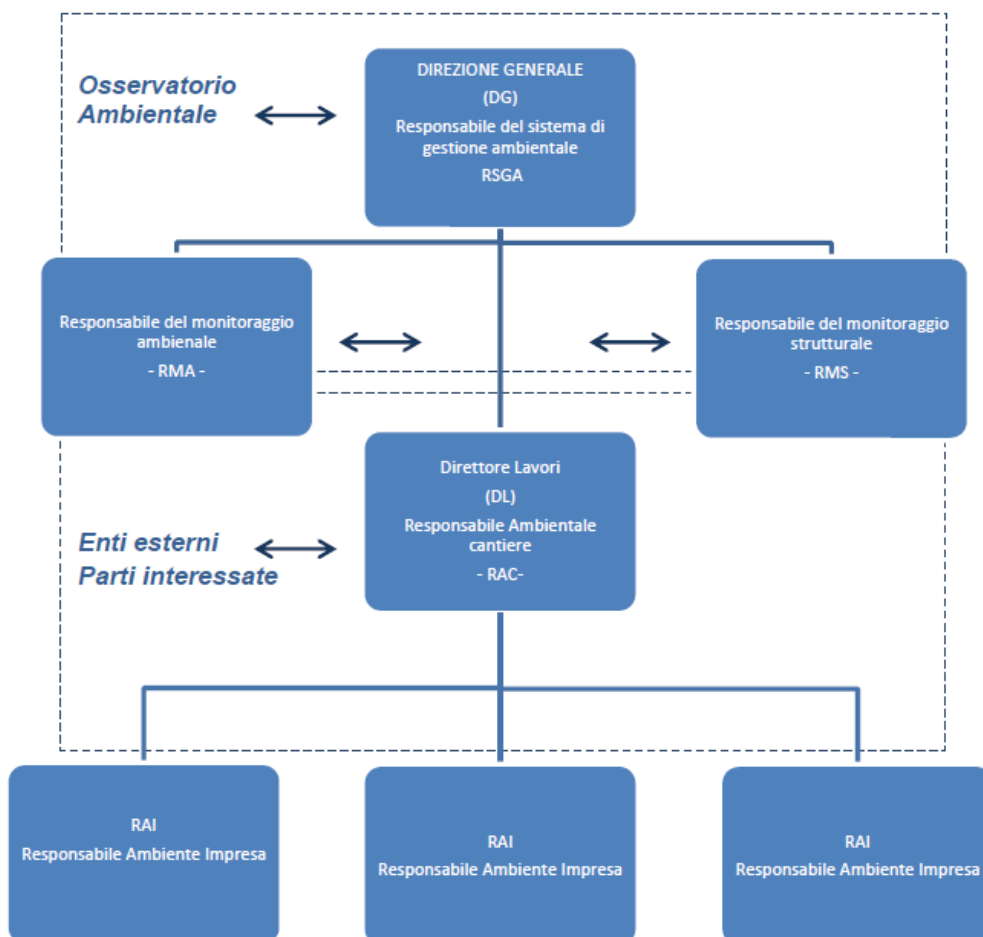 Osservatorio
Ambientale
DIREZIONE GENERALE
(DG)
Responsabile del sistema di
gestione ambientale
RSGA
Responsabile del monitoraggio
ambienale
- RMA -
Responsabile del monitoraggio
strutturale
- RMS -
Direttore Lavori
(DL)
Responsabile Ambientale
cantiere
- RAC-
Enti esterni
Parti interessate
RAI
Responsabile Ambiente Impresa
RAI
Responsabile Ambiente Impresa
RAI
Responsabile Ambiente Impresa